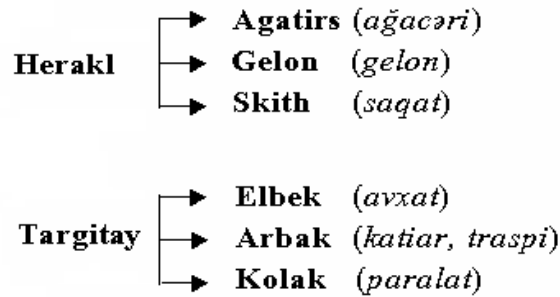 Agatirs (ağacəri)
Herakl Gelon (gelon)
Skith (saqat)
Elbek (avxat)
Targitay Arbak (katiar, traspi)
Kolak (paralat)